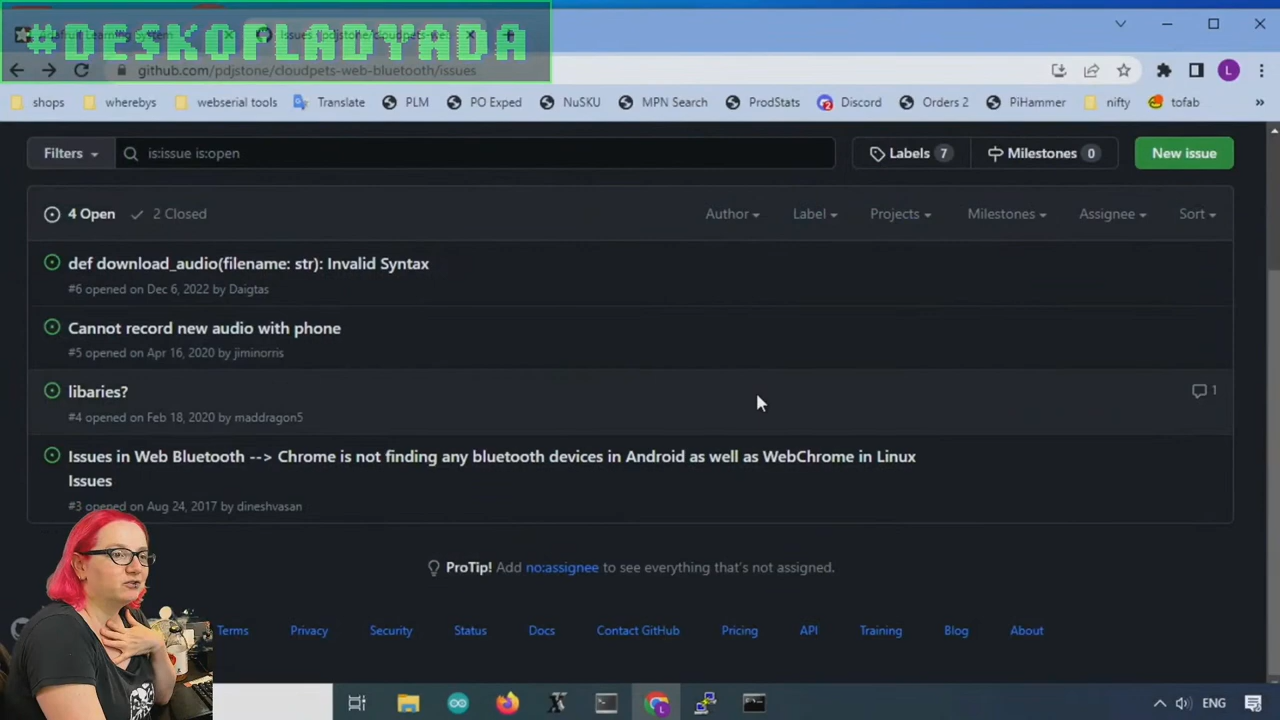 #DESKOFLADYADA
github.com/pdjstone/cloudpets-web-bluetooth/issues
L
shops
wherebys
webserial tools
Translate
PLM
PO Exped
NuSKU
MPN Search
ProdStats
Discord
Orders 2
PiHammer
nifty
tofab
»
Filters
is:issue is:open
Labels 7
Milestones 0
New issue
4 Open
2 Closed
Author
Label
Projects
Milestones
Assignee
Sort
def download_audio(filename: str): Invalid Syntax
#6 opened on Dec 6, 2022 by Daigtas
Cannot record new audio with phone
#5 opened on Apr 16, 2020 by jiminorris
libaries?
1
#4 opened on Feb 18, 2020 by maddragon5
Issues in Web Bluetooth --> Chrome is not finding any bluetooth devices in Android as well as WebChrome in Linux
Issues
#3 opened on Aug 24, 2017 by dineshvasan
ProTip! Add no:assignee to see everything that's not assigned.
Terms
Privacy
Security
Status
Docs
Contact GitHub
Pricing
API
Training
Blog
About
ENG